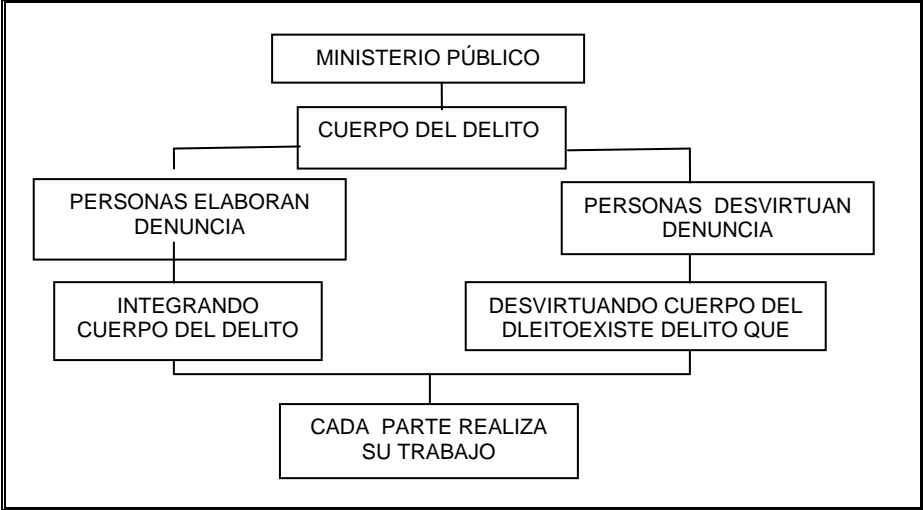 MINISTERIO PÚBLICO
CUERPO DEL DELITO
PERSONAS ELABORAN
DENUNCIA
PERSONAS DESVIRTUAN
DENUNCIA
INTEGRANDO
CUERPO DEL DELITO
DESVIRTUANDO CUERPO DEL
DLEITOEXISTE DELITO QUE
CADA PARTE REALIZA
SU TRABAJO